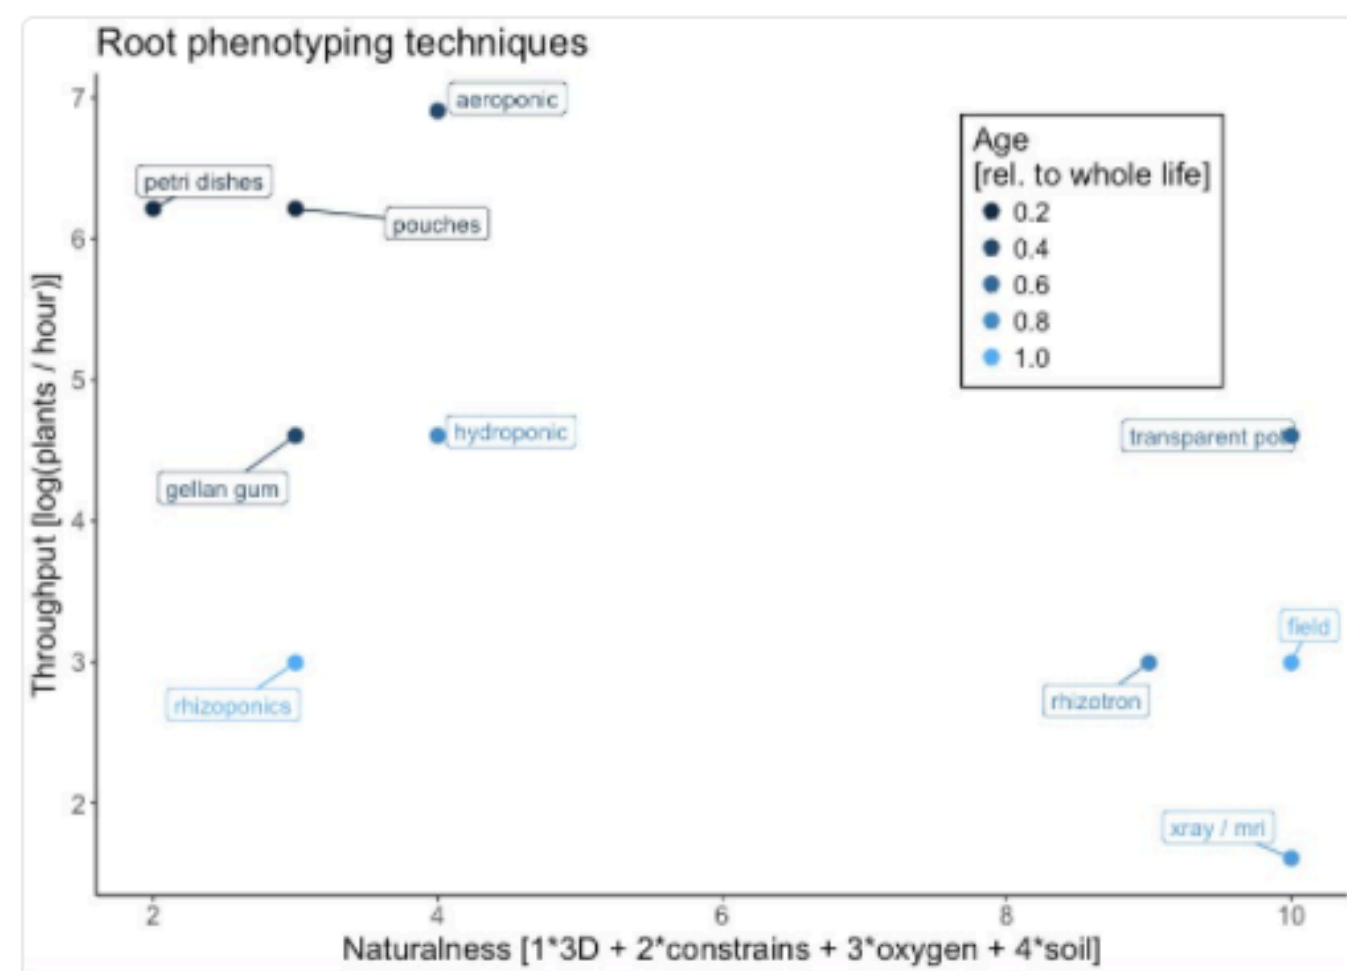 Root phenotyping techniques
7
aeroponic
petri dishes
pouches
6
Age
[rel. to whole life]
0.2
0.4
0.6
0.8
1.0
5
hydroponic
transparent pot
gellan gum
4
field
3
rhizotron
rhizoponics
2
xray / mri
Throughput [log(plants / hour)]
2
4
6
8
10
Naturalness [1*3D + 2*constrains + 3*oxygen + 4*soil]